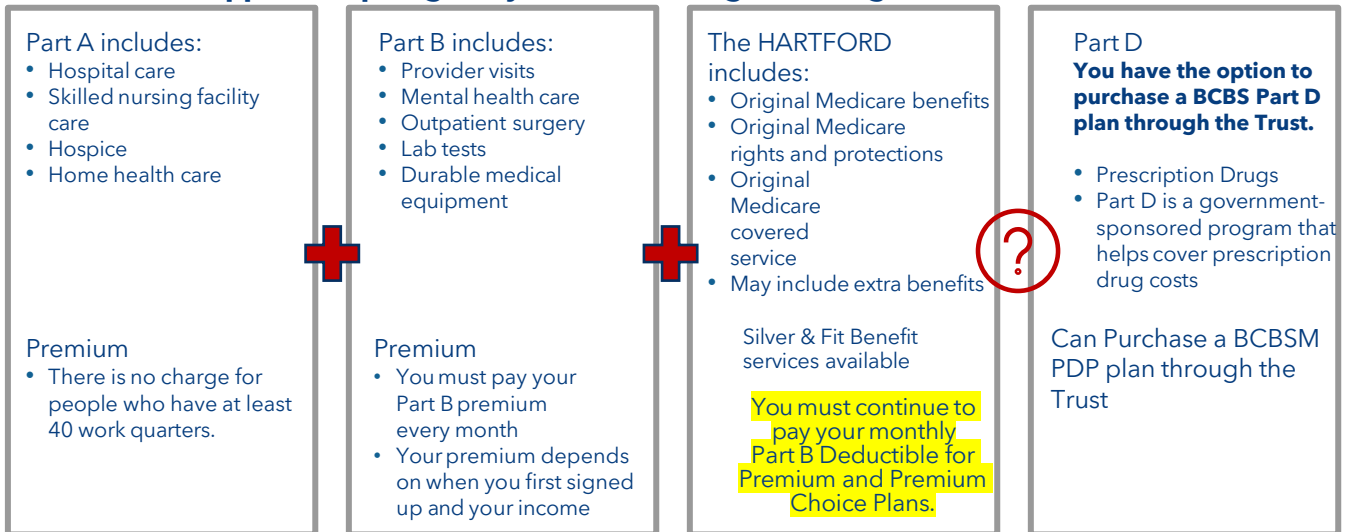 Part A includes:
• Hospital care
• Skilled nursing facility
care
• Hospice
• Home health care
Premium
• There is no charge for
people who have at least
40 work quarters.
Part B includes:
• Provider visits
• Mental health care
• Outpatient surgery
• Lab tests
• Durable medical
equipment
Premium
• You must pay your
Part B premium
every month
• Your premium depends
on when you first signed
up and your income
The HARTFORD
includes:
• Original Medicare benefits
• Original Medicare
rights and protections
• Original
Medicare
covered
service
• May include extra benefits
Silver & Fit Benefit
services available
You must continue to
pay your monthly
Part B Deductible for
Premium and Premium
Choice Plans.
?
Part D
You have the option to
purchase a BCBS Part D
plan through the Trust.
• Prescription Drugs
• Part D is a government-
sponsored program that
helps cover prescription
drug costs
Can Purchase a BCBSM
PDP plan through the
Trust